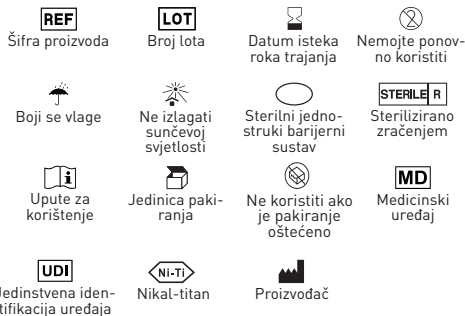 REF
LOT
Šifra proizvoda
Broj lota
Datum isteka
roka trajanja
Nemojte ponov-
no koristiti
2
STERILE R
Boji se vlage
Ne izlagati
sunčevoj
svjetlosti
Sterilni jedno-
struki barijerni
sustav
Sterilizirano
zračenjem
i
MD
Upute za
korištenje
Jedinica paki-
ranja
Ne koristiti ako
je pakiranje
oštećeno
Medicinski
uređaj
UDI
Ni-Ti
Jedinstvena iden-
tifikacija uređaja
Nikal-titan
Proizvođač